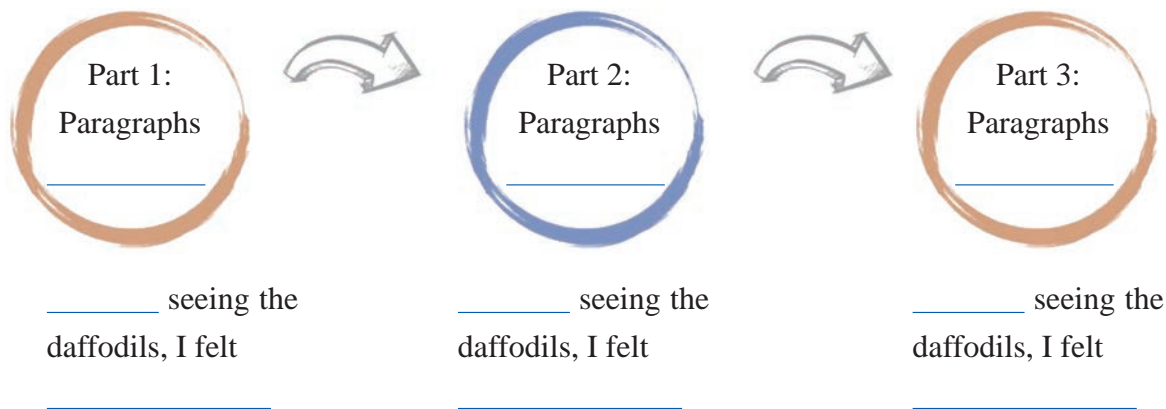 Part 1:
Paragraphs
Part 2:
Paragraphs
Part 3:
Paragraphs
seeing the
daffodils, I felt
seeing the
daffodils, I felt
seeing the
daffodils, I felt